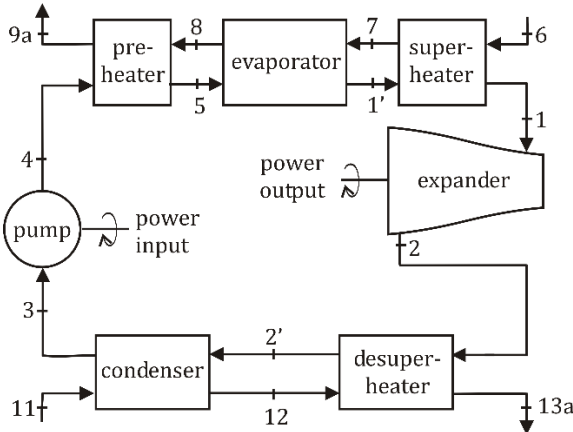 9a
pre-
heater
8
5
evaporator
7
1'
super-
heater
6
1
4
power
output
expander
pump
power
input
2
3
2'
condenser
desuper-
heater
11
12
13a